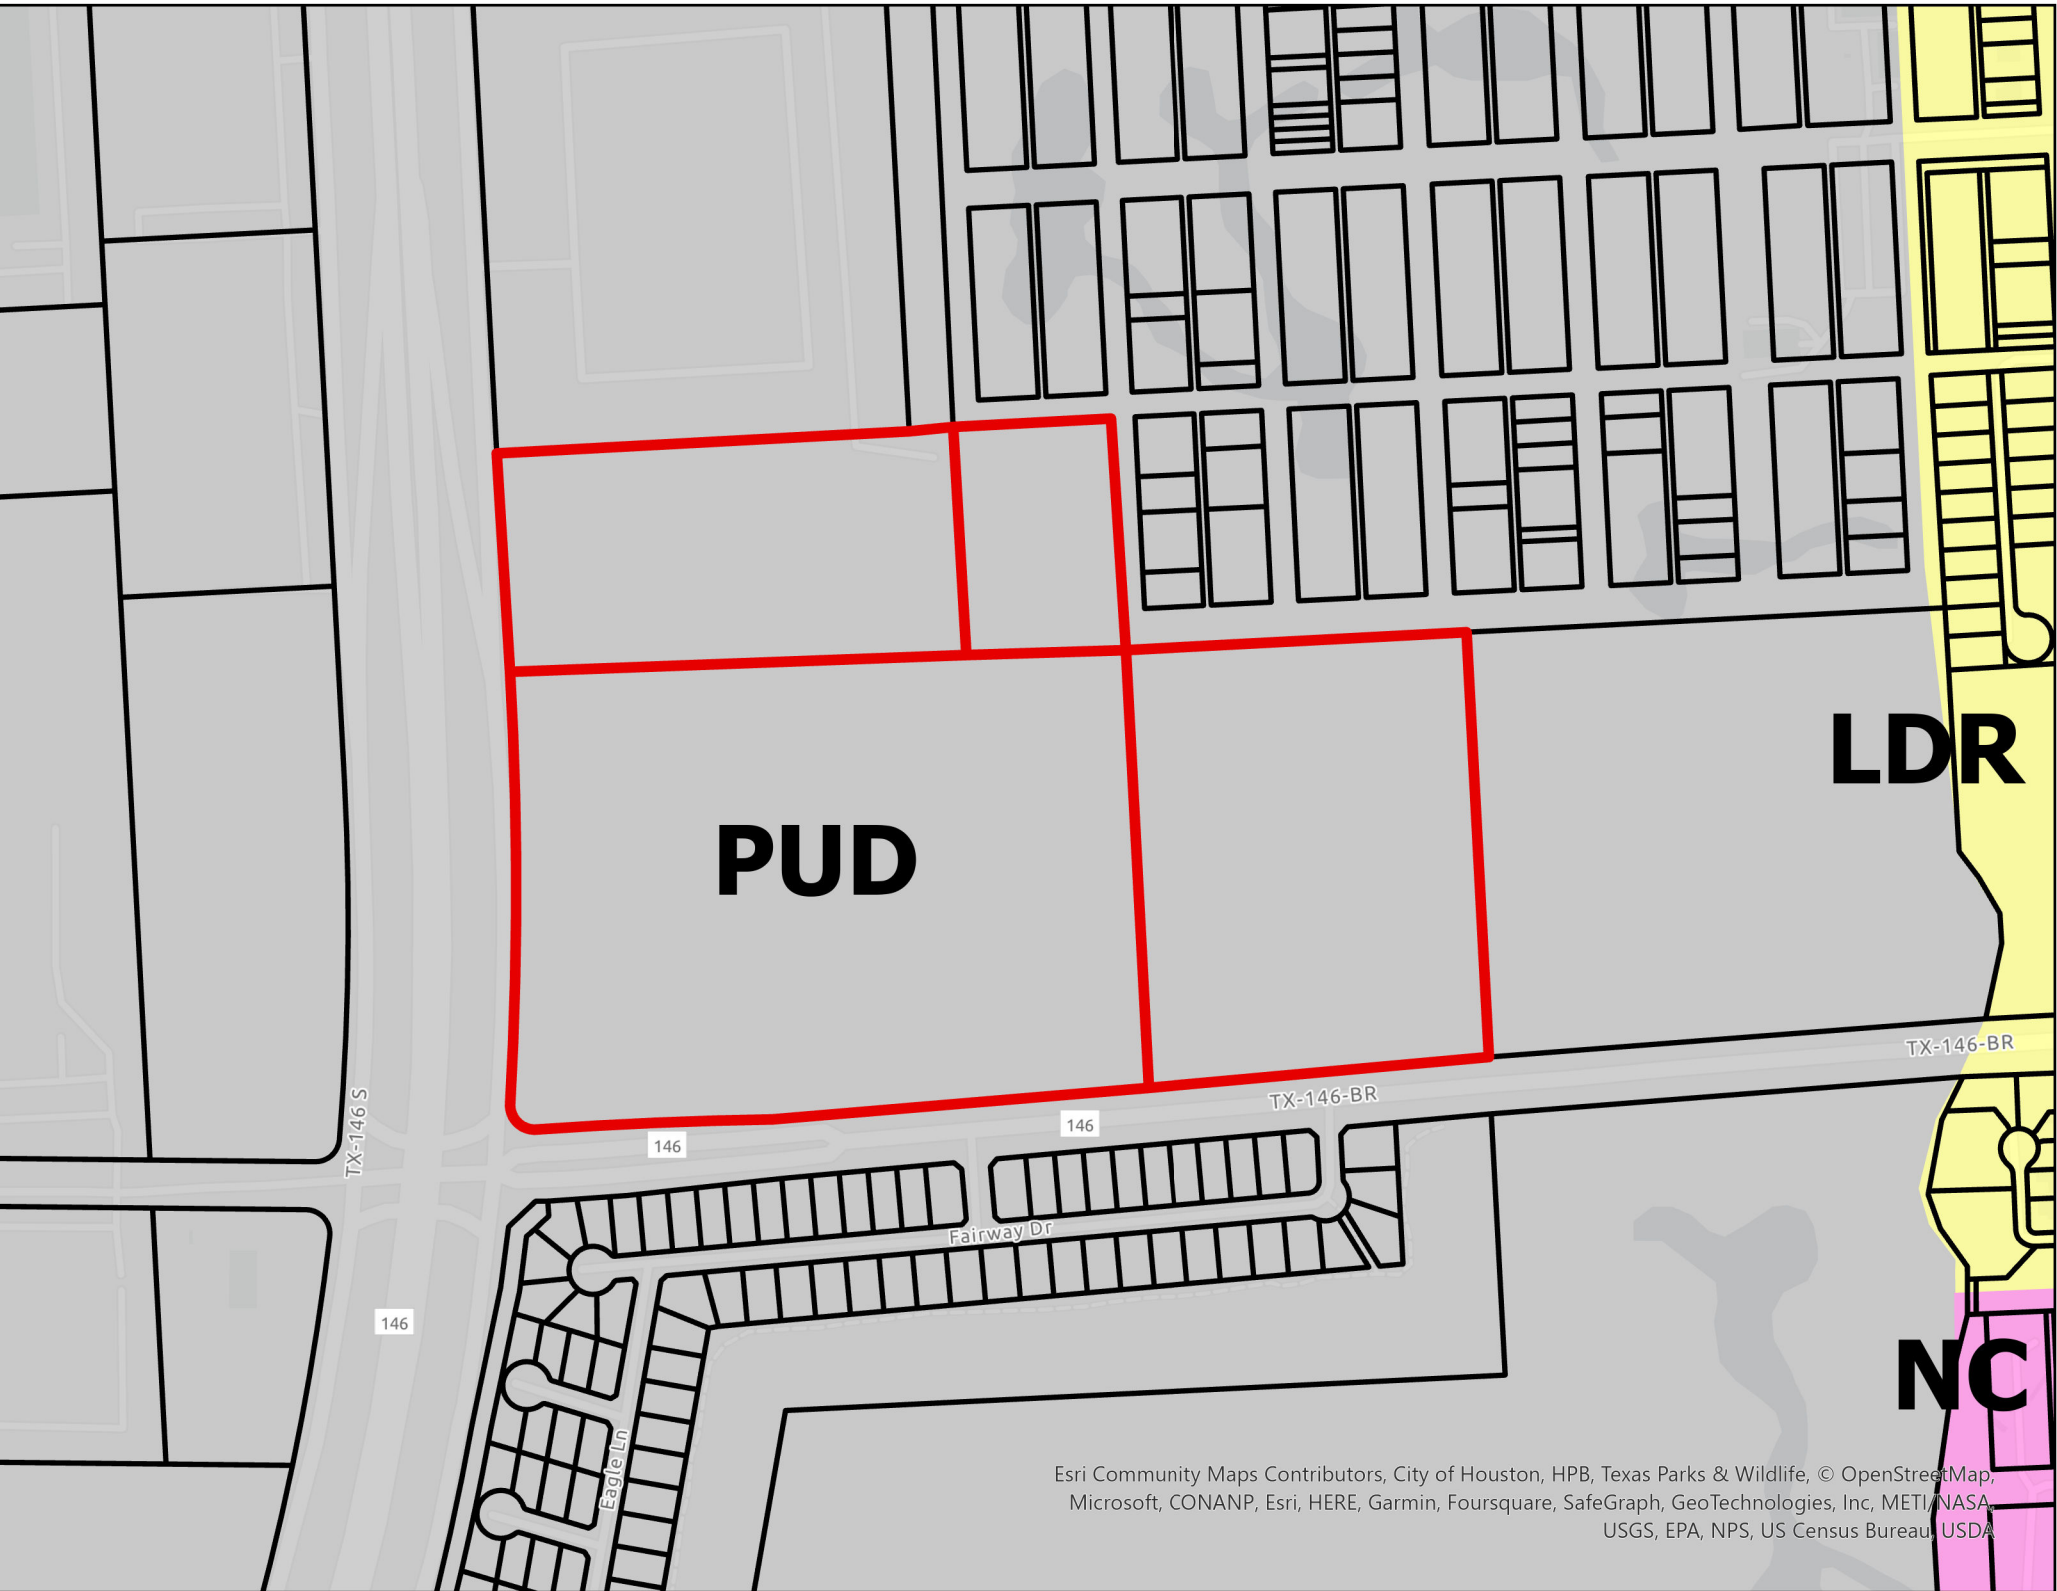 LDR
PUD
TX-146-BR
TX-146-BR
TX-146 S
146
146
Fairway Dr
146
NC
Eagle Ln
Esri Community Maps Contributors, City of Houston, HPB, Texas Parks & Wildlife, © OpenStreetMap,
Microsoft, CONANP, Esri, HERE, Garmin, Foursquare, SafeGraph, GeoTechnologies, Inc, METI/NASA,
USGS, EPA, NPS, US Census Bureau, USDA